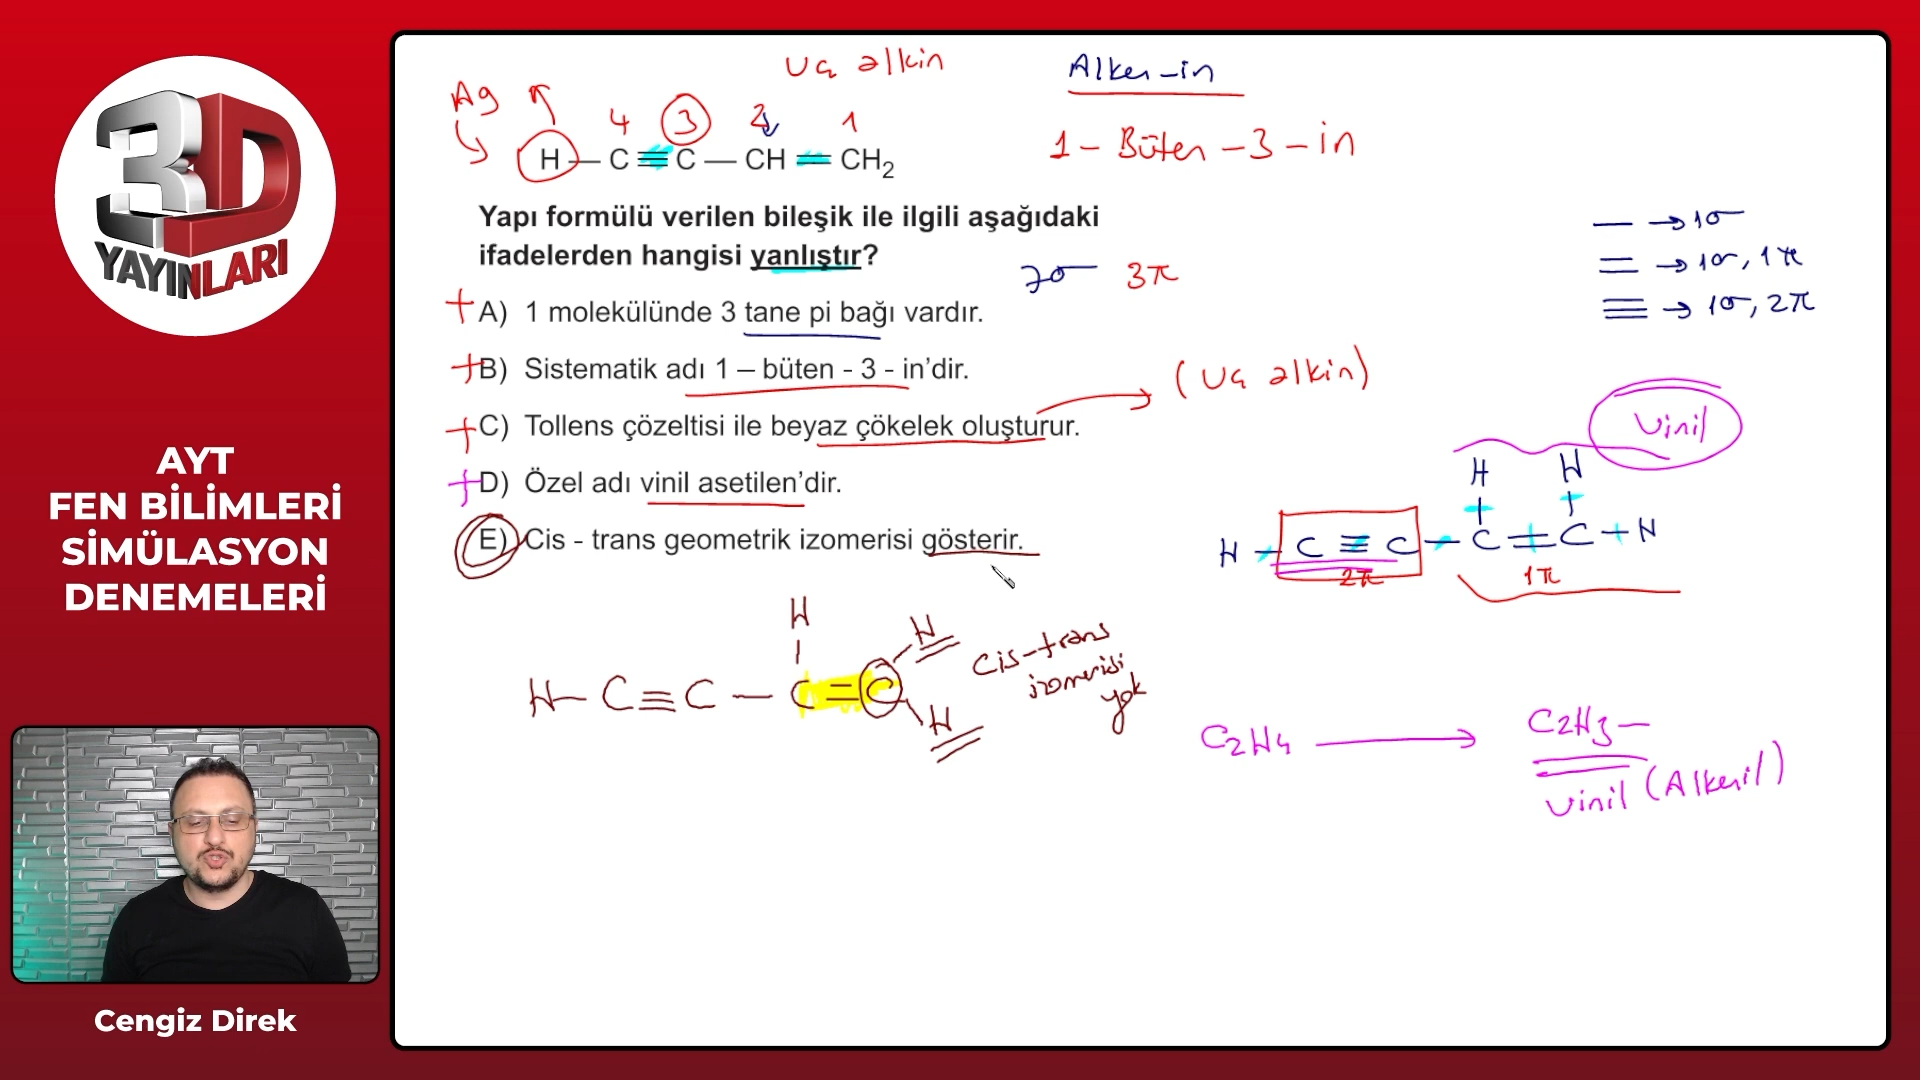 3D
YAYINLARI
AYT
FEN BİLİMLERİ
SİMÜLASYON
DENEMELERİ
Cengiz Direk
Uç alkin
Alken-in
Ag
4 3 2 1
H — C ≡ C — CH = CH2
1 - Büten - 3 - in
Yapı formülü verilen bileşik ile ilgili aşağıdaki
ifadelerden hangisi yanlıştır?
7σ 3π
— → 1σ
= → 1σ, 1π
≡ → 1σ, 2π
+ A) 1 molekülünde 3 tane pi bağı vardır.
+ B) Sistematik adı 1 – büten - 3 - in’dir.
(Uç alkin)
+ C) Tollens çözeltisi ile beyaz çökelek oluşturur.
+ D) Özel adı vinil asetilen’dir.
E) Cis - trans geometrik izomerisi gösterir.
Vinil
H H
H — C ≡ C — C = C — H
2π 1π
H
H — C ≡ C — C = C
H
H
Cis-trans
izomerisi
yok
C2H4 → C2H3 —
Vinil (Alkenil)